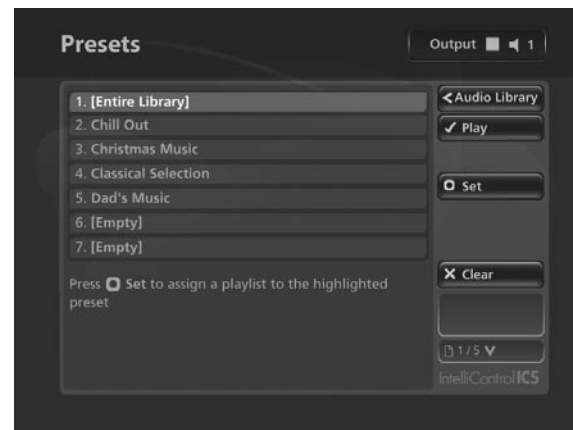 Presets
Output 1
1. [Entire Library]
2. Chill Out
3. Christmas Music
4. Classical Selection
5. Dad's Music
6. [Empty]
7. [Empty]
Press Set to assign a playlist to the highlighted
preset
Audio Library
Play
Set
Clear
1/5
IntelliControl ICS